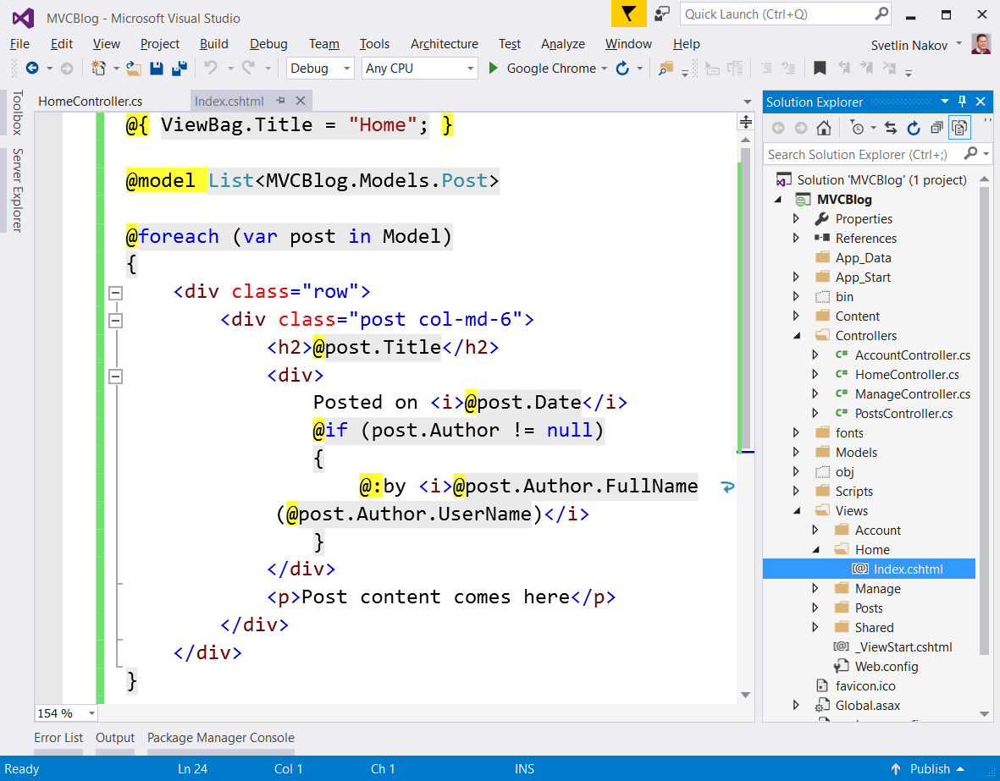 MVCBlog - Microsoft Visual Studio
Quick Launch (Ctrl+Q)
File Edit View Project Build Debug Team Tools Architecture Test Analyze Window Help
Svetlin Nakov
Debug Any CPU Google Chrome
Toolbox
Server Explorer
HomeController.cs Index.cshtml
@{ ViewBag.Title = "Home"; }
@model List<MVCBlog.Models.Post>
@foreach (var post in Model)
{
<div class="row">
<div class="post col-md-6">
<h2>@post.Title</h2>
<div>
Posted on <i>@post.Date</i>
@if (post.Author != null)
{
@:by <i>@post.Author.FullName
(@post.Author.UserName)</i>
}
</div>
<p>Post content comes here</p>
</div>
</div>
}
154 %
Solution Explorer
Search Solution Explorer (Ctrl+;)
Solution 'MVCBlog' (1 project)
MVCBlog
Properties
References
App_Data
App_Start
bin
Content
Controllers
C# AccountController.cs
C# HomeController.cs
C# ManageController.cs
C# PostsController.cs
fonts
Models
obj
Scripts
Views
Account
Home
[@] Index.cshtml
Manage
Posts
Shared
[@] _ViewStart.cshtml
Web.config
favicon.ico
Global.asax
Error List Output Package Manager Console
Ready Ln 24 Col 1 Ch 1 INS Publish